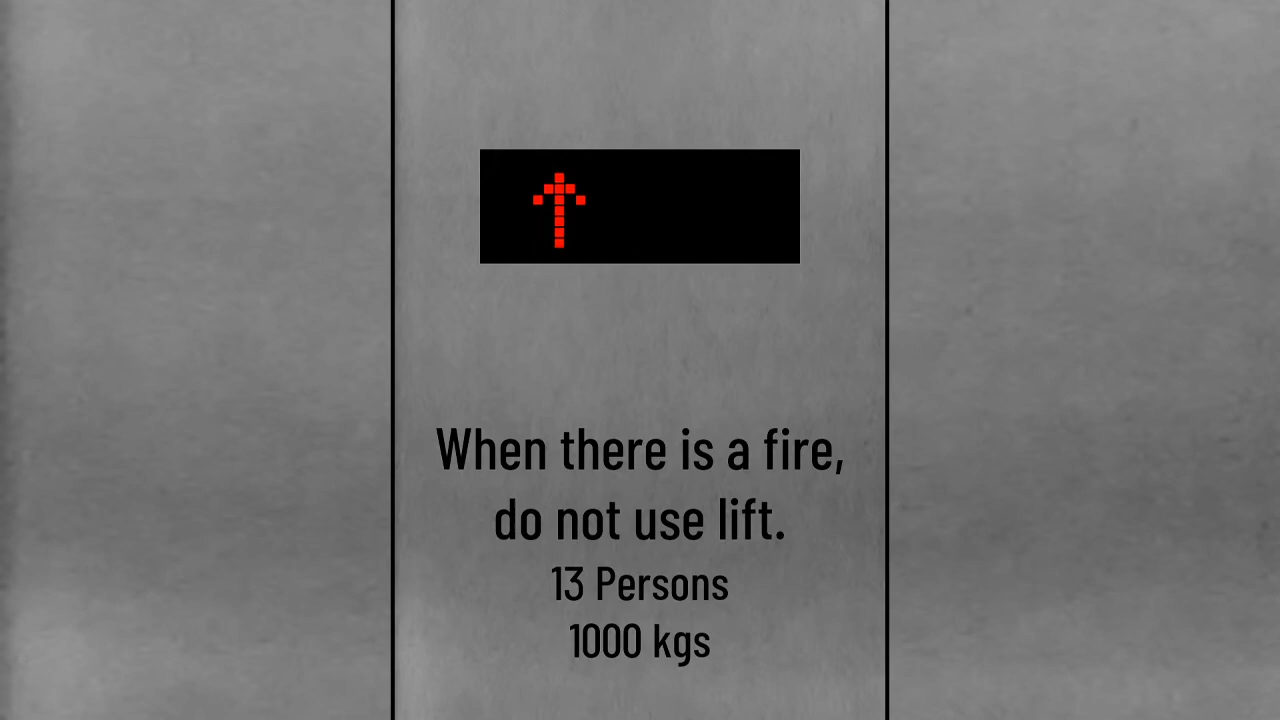 When there is a fire,
do not use lift.
13 Persons
1000 kgs